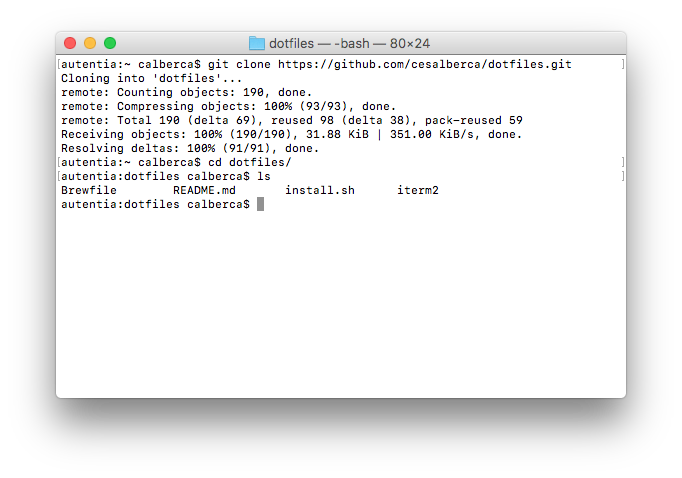 dotfiles — -bash — 80×24
[autentia:~ calberca$ git clone https://github.com/cesalberca/dotfiles.git ]
Cloning into 'dotfiles'...
remote: Counting objects: 190, done.
remote: Compressing objects: 100% (93/93), done.
remote: Total 190 (delta 69), reused 98 (delta 38), pack-reused 59
Receiving objects: 100% (190/190), 31.88 KiB | 351.00 KiB/s, done.
Resolving deltas: 100% (91/91), done.
[autentia:~ calberca$ cd dotfiles/ ]
[autentia:dotfiles calberca$ ls ]
Brewfile        README.md       install.sh      iterm2
autentia:dotfiles calberca$